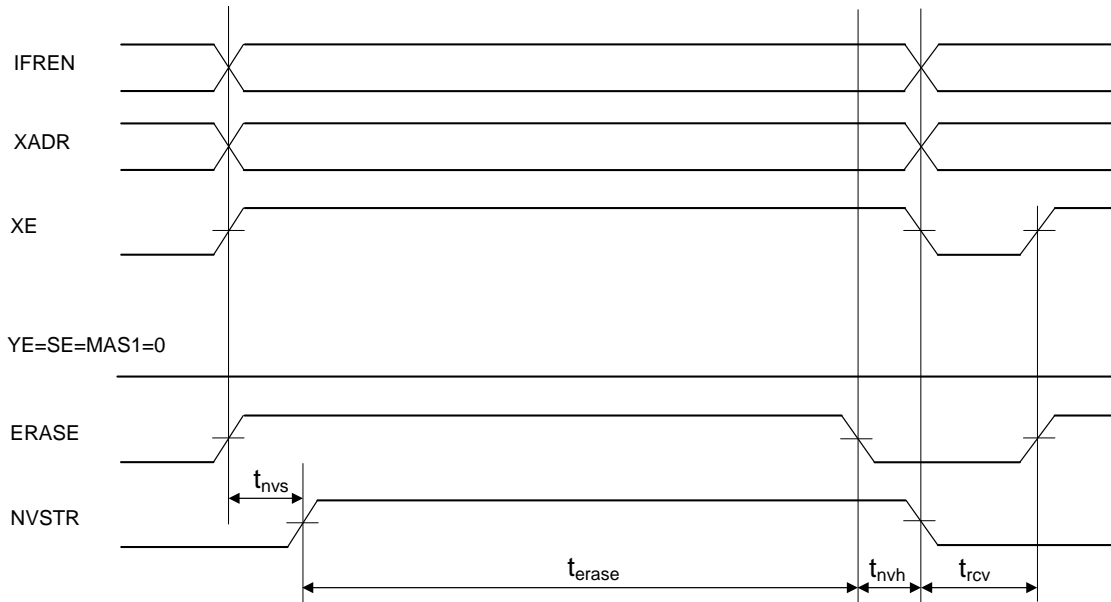 IFREN
XADR
XE
YE=SE=MAS1=0
ERASE
tnvs
NVSTR
terase
tnvh
trcv